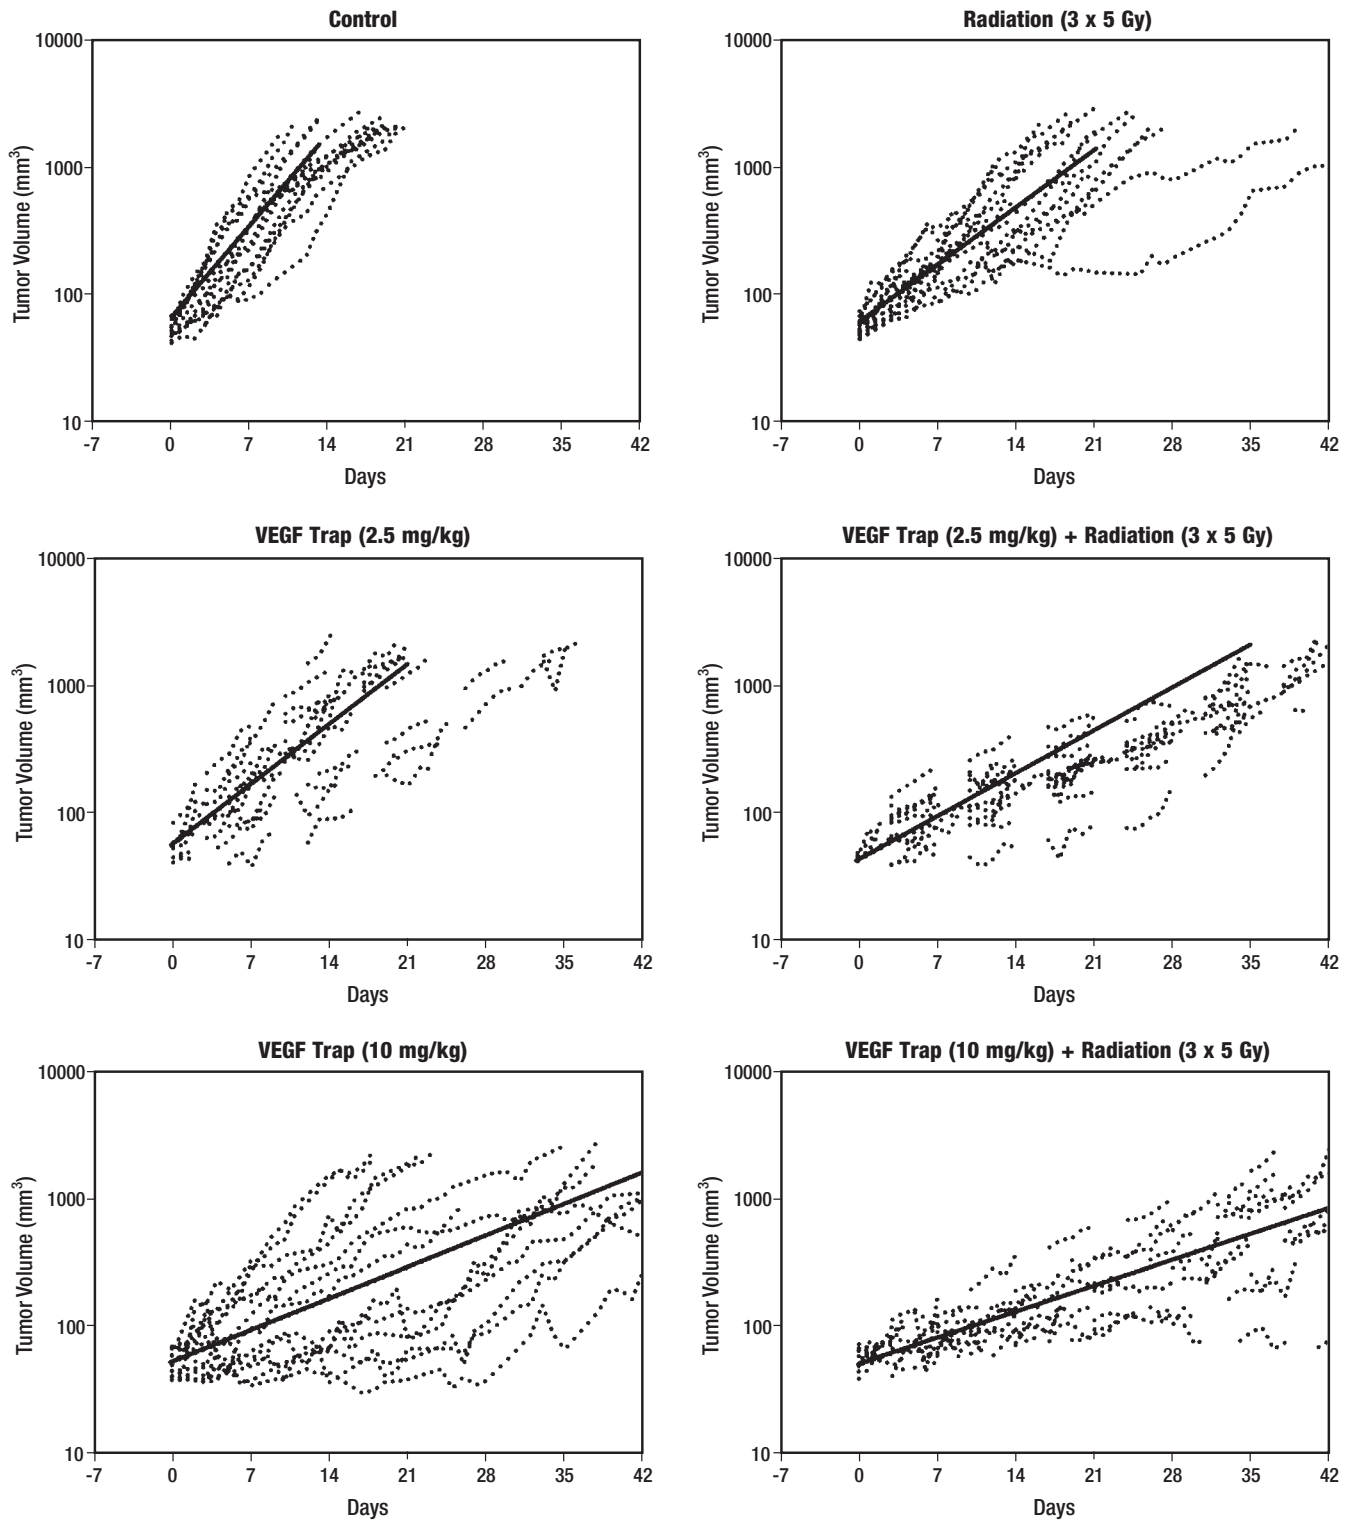 Control
10000
1000
100
10
Tumor Volume (mm³)
-7 0 7 14 21 28 35 42
Days
Radiation (3 x 5 Gy)
10000
1000
100
10
Tumor Volume (mm³)
-7 0 7 14 21 28 35 42
Days
VEGF Trap (2.5 mg/kg)
10000
1000
100
10
Tumor Volume (mm³)
-7 0 7 14 21 28 35 42
Days
VEGF Trap (2.5 mg/kg) + Radiation (3 x 5 Gy)
10000
1000
100
10
Tumor Volume (mm³)
-7 0 7 14 21 28 35 42
Days
VEGF Trap (10 mg/kg)
10000
1000
100
10
Tumor Volume (mm³)
-7 0 7 14 21 28 35 42
Days
VEGF Trap (10 mg/kg) + Radiation (3 x 5 Gy)
10000
1000
100
10
Tumor Volume (mm³)
-7 0 7 14 21 28 35 42
Days